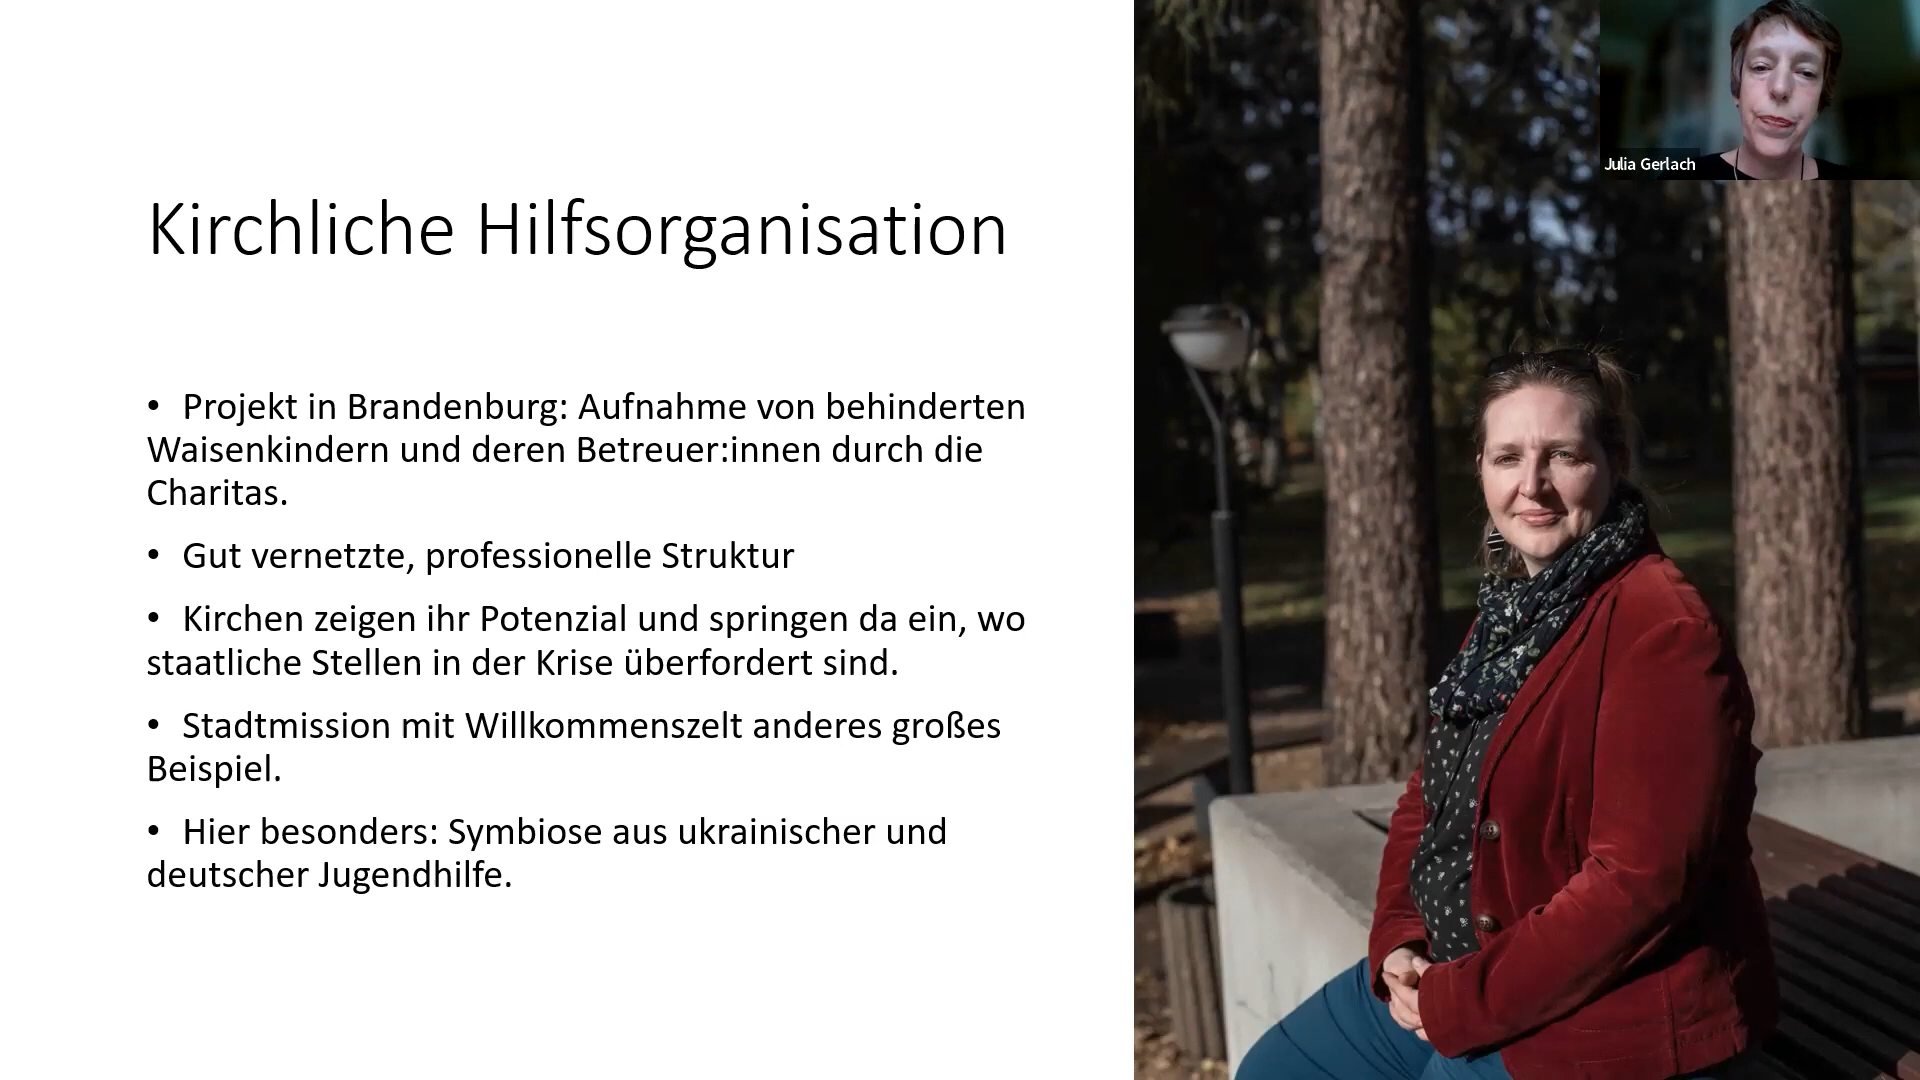 Kirchliche Hilfsorganisation
• Projekt in Brandenburg: Aufnahme von behinderten
Waisenkindern und deren Betreuer:innen durch die
Charitas.
• Gut vernetzte, professionelle Struktur
• Kirchen zeigen ihr Potenzial und springen da ein, wo
staatliche Stellen in der Krise überfordert sind.
• Stadtmission mit Willkommenszelt anderes großes
Beispiel.
• Hier besonders: Symbiose aus ukrainischer und
deutscher Jugendhilfe.
Julia Gerlach